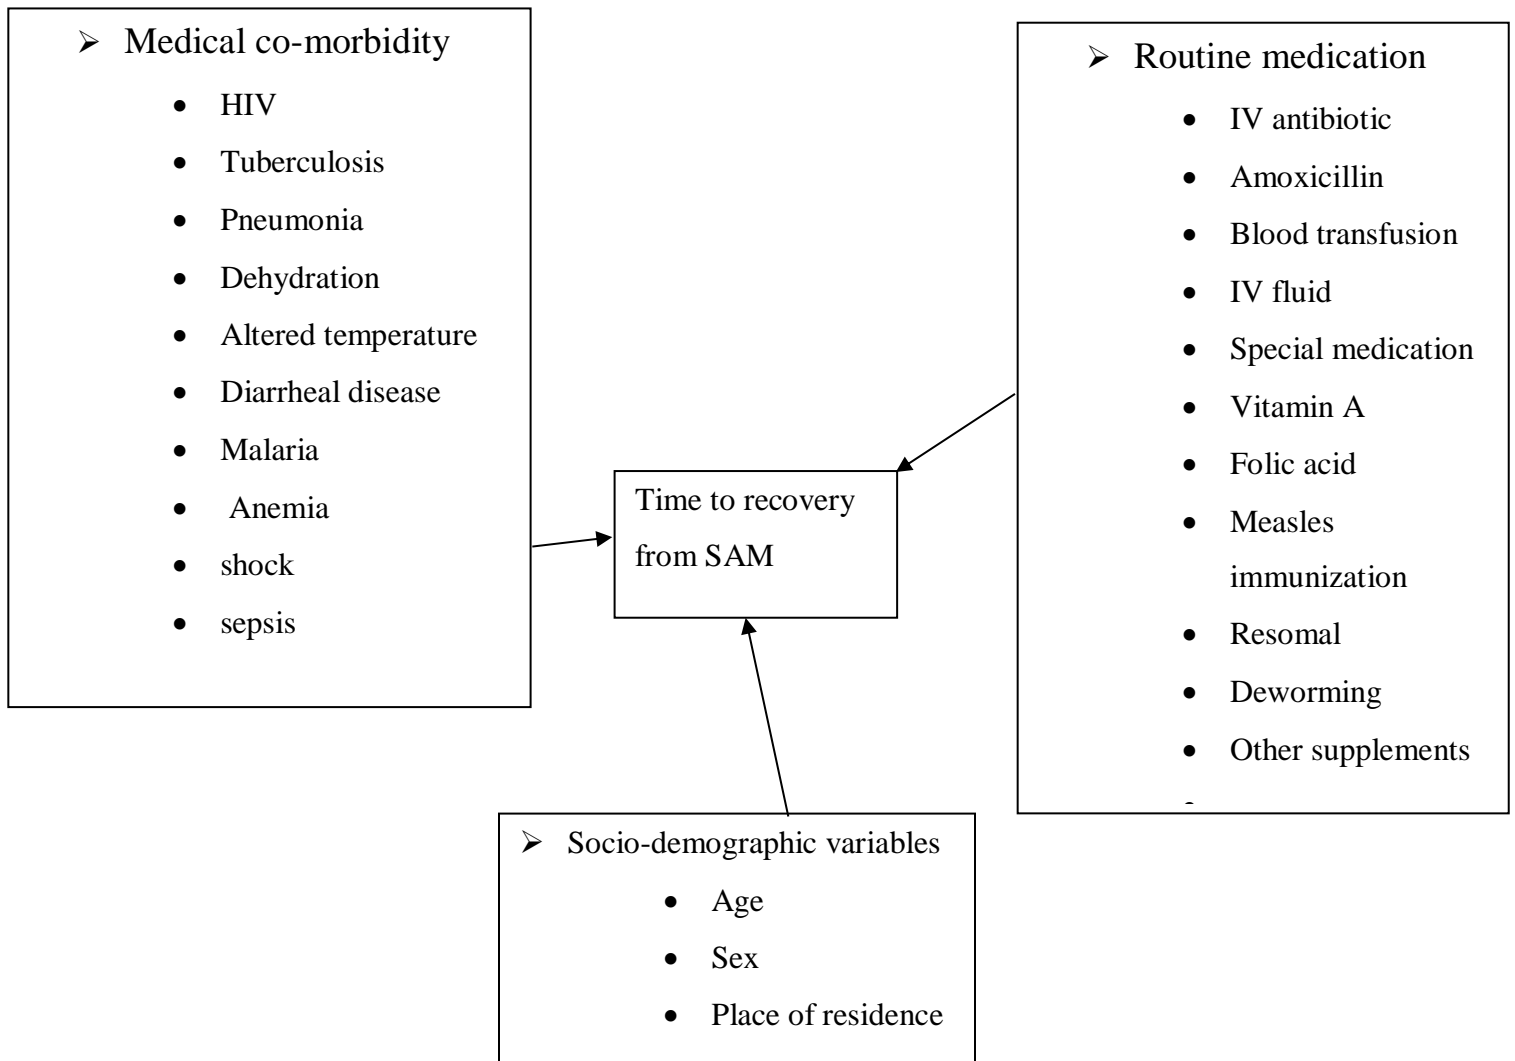 ➢ Medical co-morbidity
• HIV
• Tuberculosis
• Pneumonia
• Dehydration
• Altered temperature
• Diarrheal disease
• Malaria
• Anemia
• shock
• sepsis
➢ Routine medication
• IV antibiotic
• Amoxicillin
• Blood transfusion
• IV fluid
• Special medication
• Vitamin A
• Folic acid
• Measles
immunization
• Resomal
• Deworming
• Other supplements
Time to recovery
from SAM
➢ Socio-demographic variables
• Age
• Sex
• Place of residence